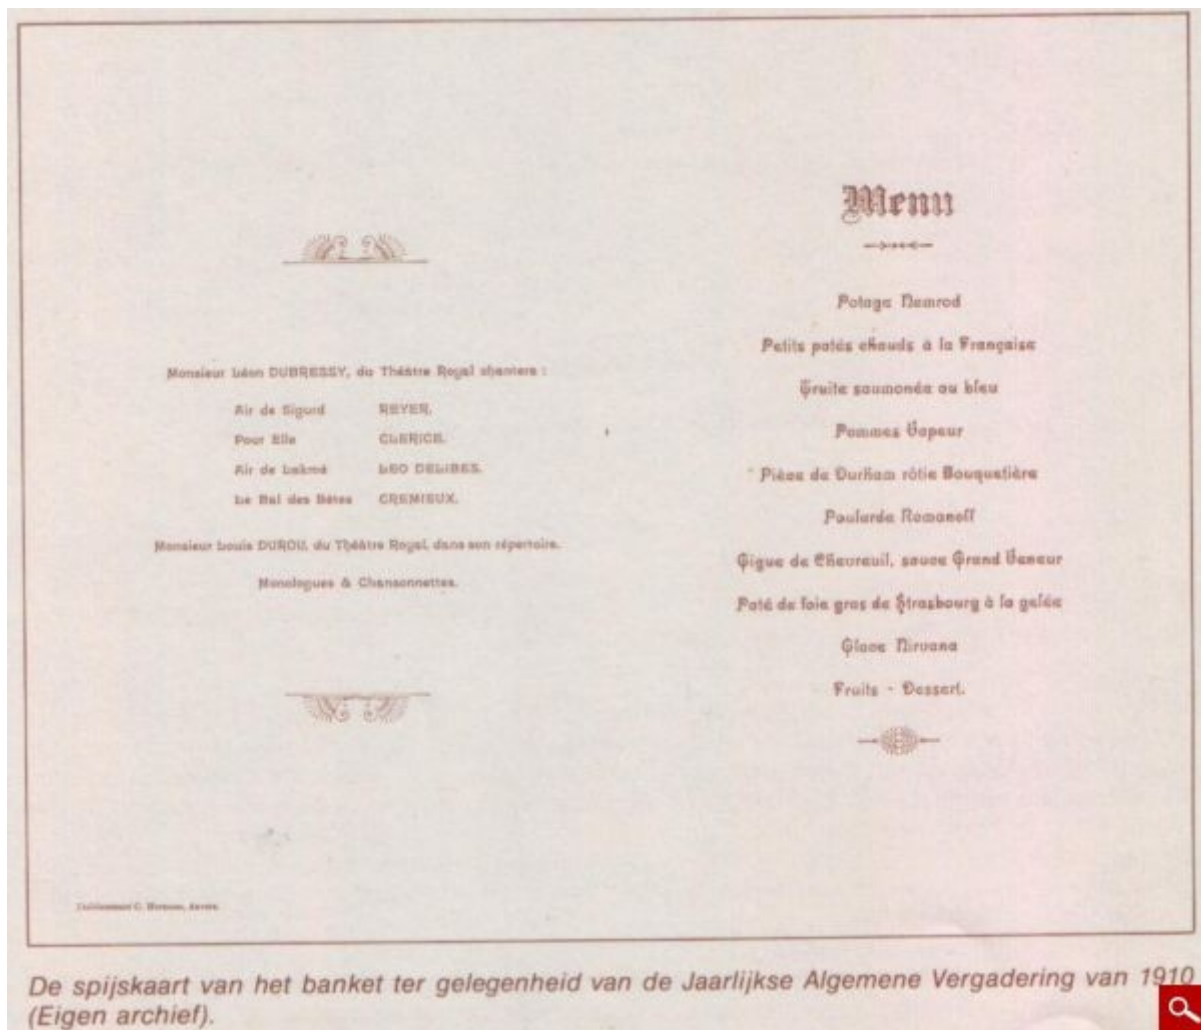 Monsieur Léon DUBRESSY, du Théâtre Royal chantera :
Air de Sigurd REYER.
Pour Elle CLERICE.
Air de Lakmé LEO DELIBES.
Le Bal des Bêtes CREMIEUX.
Monsieur Louis DUROU, du Théâtre Royal, dans son répertoire.
Monologues & Chansonnettes.
Menu
Potage Nemrod
Petits patés chauds à la Française
Truite saumonée au bleu
Pommes Vapeur
Pièce de Durham rôtie Bouquetière
Poularde Romanoff
Gigue de Chevreuil, sauce Grand Veneur
Paté de foie gras de Strasbourg à la gelée
Glace Nirvana
Fruits - Dessert.
De spijskaart van het banket ter gelegenheid van de Jaarlijkse Algemene Vergadering van 1910
(Eigen archief).